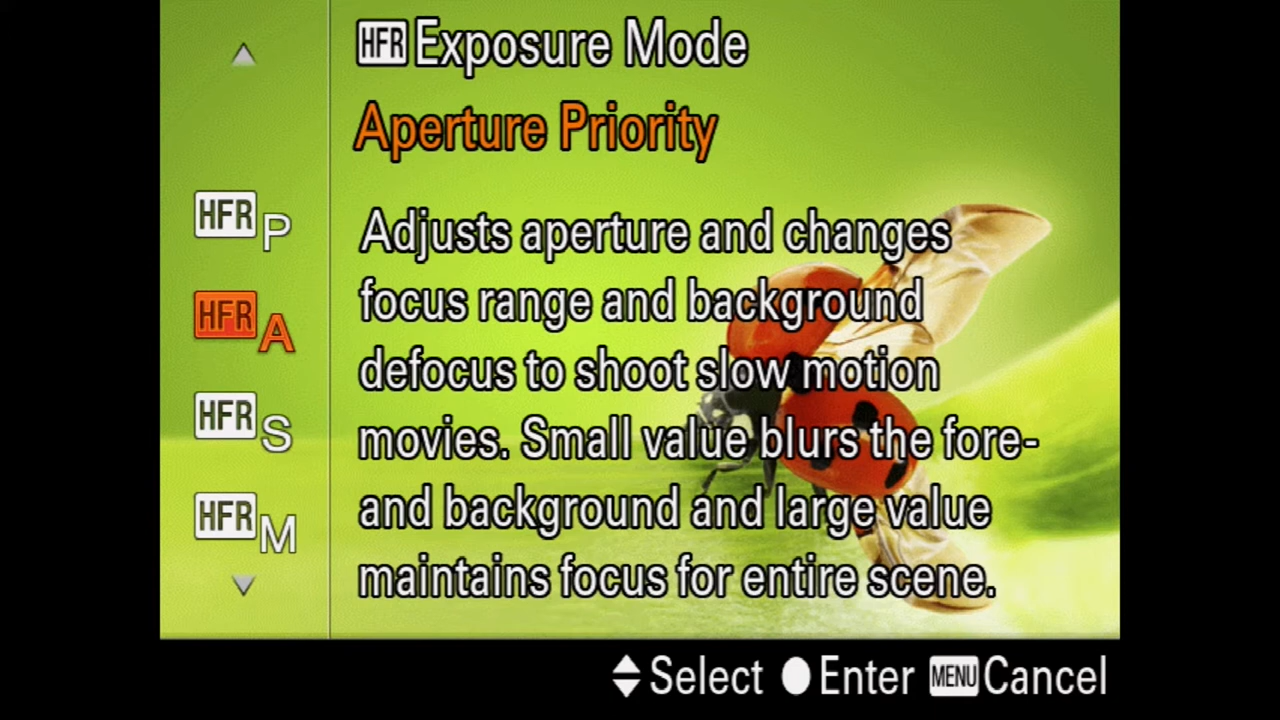 HFR Exposure Mode
Aperture Priority
HFR P
HFR A
HFR S
HFR M
Adjusts aperture and changes
focus range and background
defocus to shoot slow motion
movies. Small value blurs the fore-
and background and large value
maintains focus for entire scene.
Select Enter MENU Cancel